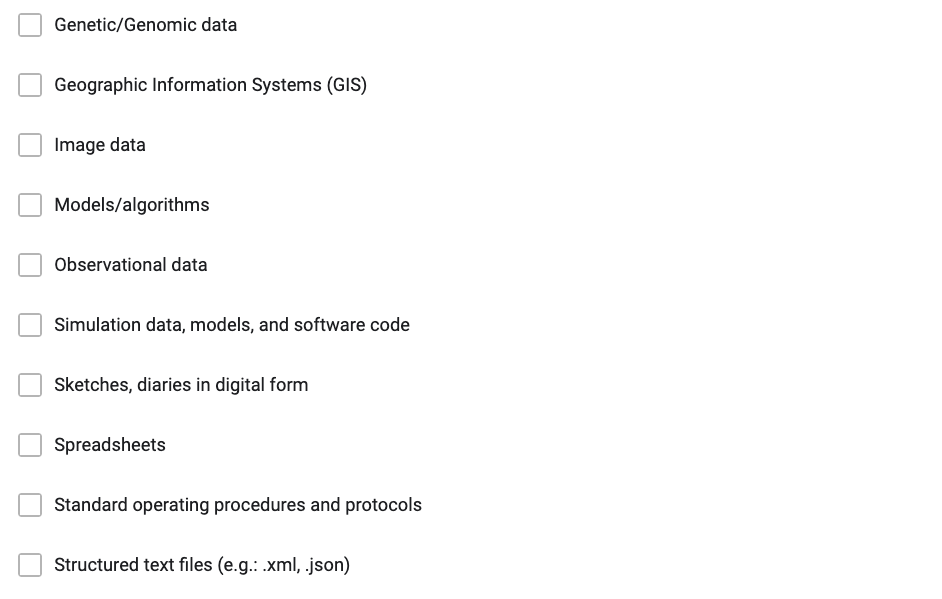 Genetic/Genomic data
Geographic Information Systems (GIS)
Image data
Models/algorithms
Observational data
Simulation data, models, and software code
Sketches, diaries in digital form
Spreadsheets
Standard operating procedures and protocols
Structured text files (e.g.: .xml, .json)